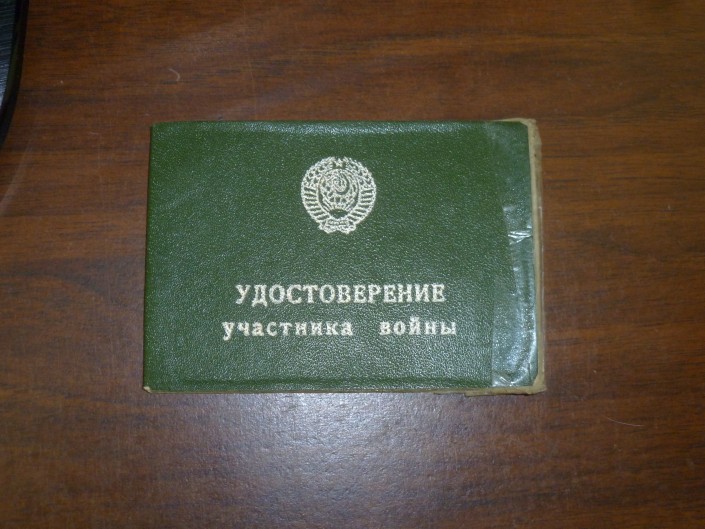 УДОСТОВЕРЕНИЕ
участника войны